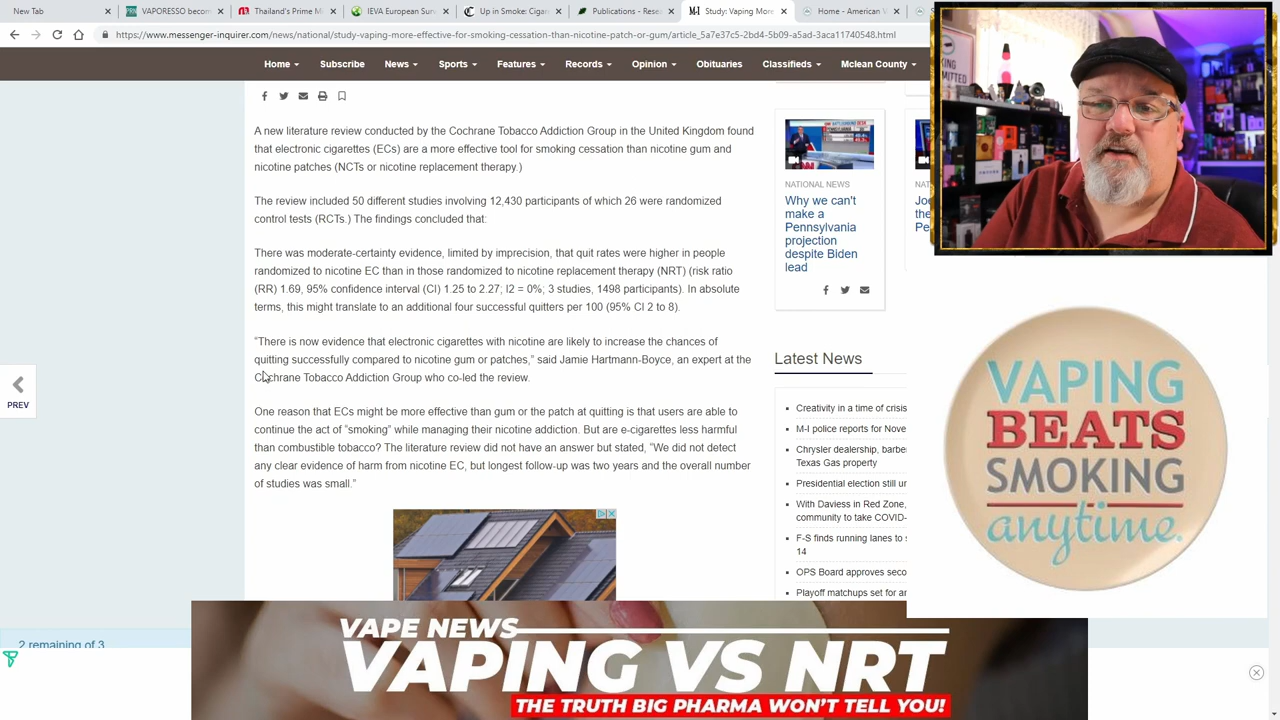 New Tab
VAPORESSO becom
Thailand's Prime M
IEVA European Surv
Up in Smoke: Cigar
Publications - Resea
Study: Vaping More
Home - American V
https://www.messenger-inquirer.com/
national/study-vaping-more-effective-for-smoking-cessation-than-nicotine-patch-or-gum/article_5a7e37c5-2bd4-5b09-a5ad-3aca11740548.html
Home
Subscribe
News
Sports
Features
Records
Opinion
Obituaries
Classifieds
Mclean County
A new literature review conducted by the Cochrane Tobacco Addiction Group in the United Kingdom found
that electronic cigarettes (ECs) are a more effective tool for smoking cessation than nicotine gum and
nicotine patches (NCTs or nicotine replacement therapy.)
The review included 50 different studies involving 12,430 participants of which 26 were randomized
control tests (RCTs.) The findings concluded that:
There was moderate-certainty evidence, limited by imprecision, that quit rates were higher in people
randomized to nicotine EC than in those randomized to nicotine replacement therapy (NRT) (risk ratio
(RR) 1.69, 95% confidence interval (CI) 1.25 to 2.27; I2 = 0%; 3 studies, 1498 participants). In absolute
terms, this might translate to an additional four successful quitters per 100 (95% CI 2 to 8).
“There is now evidence that electronic cigarettes with nicotine are likely to increase the chances of
quitting successfully compared to nicotine gum or patches,” said Jamie Hartmann-Boyce, an expert at the
Cochrane Tobacco Addiction Group who co-led the review.
One reason that ECs might be more effective than gum or the patch at quitting is that users are able to
continue the act of “smoking” while managing their nicotine addiction. But are e-cigarettes less harmful
than combustible tobacco? The literature review did not have an answer but stated, “We did not detect
any clear evidence of harm from nicotine EC, but longest follow-up was two years and the overall number
of studies was small.”
PREV
2 remaining of 3
NATIONAL NEWS
Why we can't
make a
Pennsylvania
projection
despite Biden
lead
NAT
Joe
the
Pe
Latest News
Creativity in a time of crisis
M-I police reports for Nove
Chrysler dealership, barbe
Texas Gas property
Presidential election still un
With Daviess in Red Zone,
community to take COVID-
F-S finds running lanes to s
14
OPS Board approves seco
Playoff matchups set for ar
VAPING
BEATS
SMOKING
anytime.
VAPE NEWS
VAPING VS NRT
THE TRUTH BIG PHARMA WON'T TELL YOU!